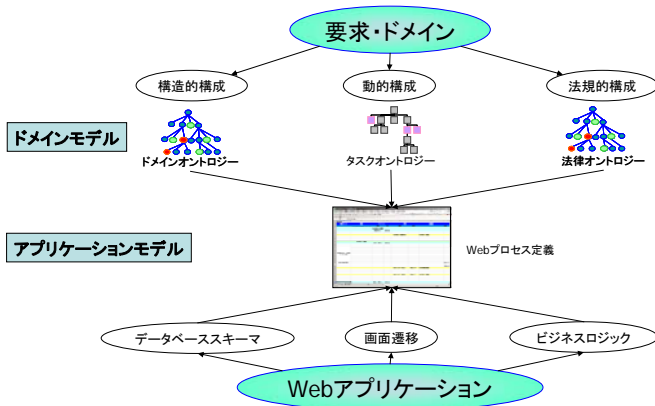 要求・ドメイン
構造的構成
動的構成
法規的構成
ドメインモデル
ドメインオントロジー
タスクオントロジー
法律オントロジー
アプリケーションモデル
Webプロセス定義
データベーススキーマ
画面遷移
ビジネスロジック
Webアプリケーション